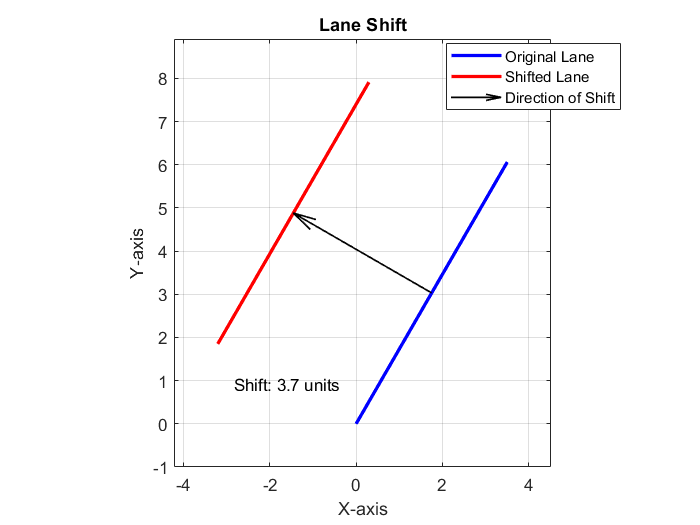 Lane Shift
Original Lane
Shifted Lane
Direction of Shift
8
7
6
5
4
3
2
1
0
-1
Y-axis
Shift: 3.7 units
-4
-2
0
2
4
X-axis